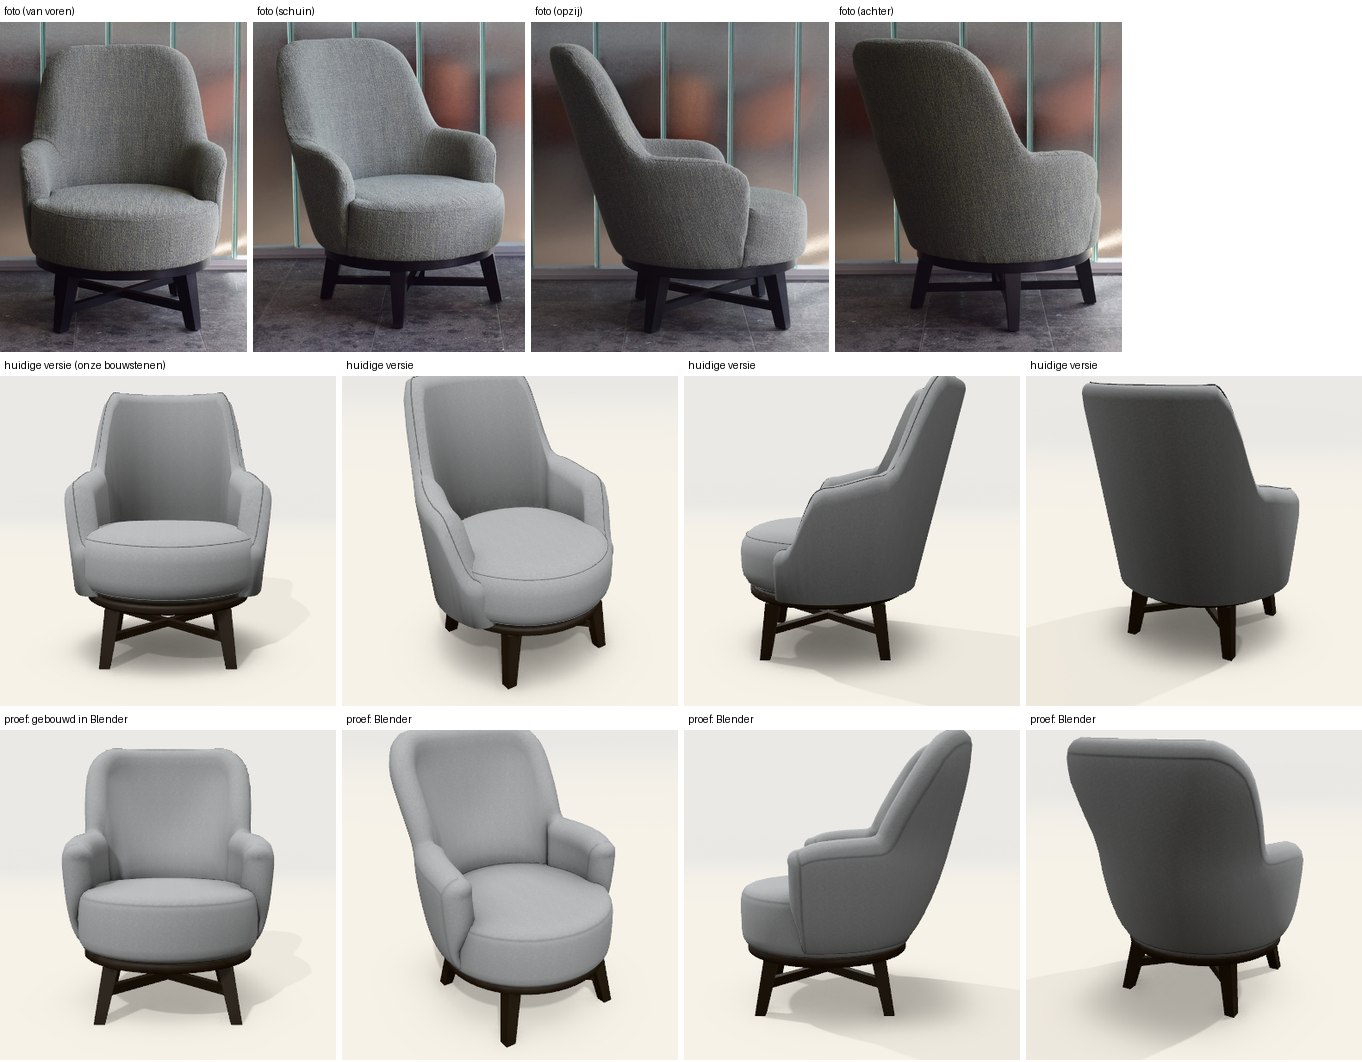 foto (van voren)
foto (schuin)
foto (opzij)
foto (achter)
huidige versie (onze bouwstenen)
huidige versie
huidige versie
huidige versie
proef: gebouwd in Blender
proef: Blender
proef: Blender
proef: Blender